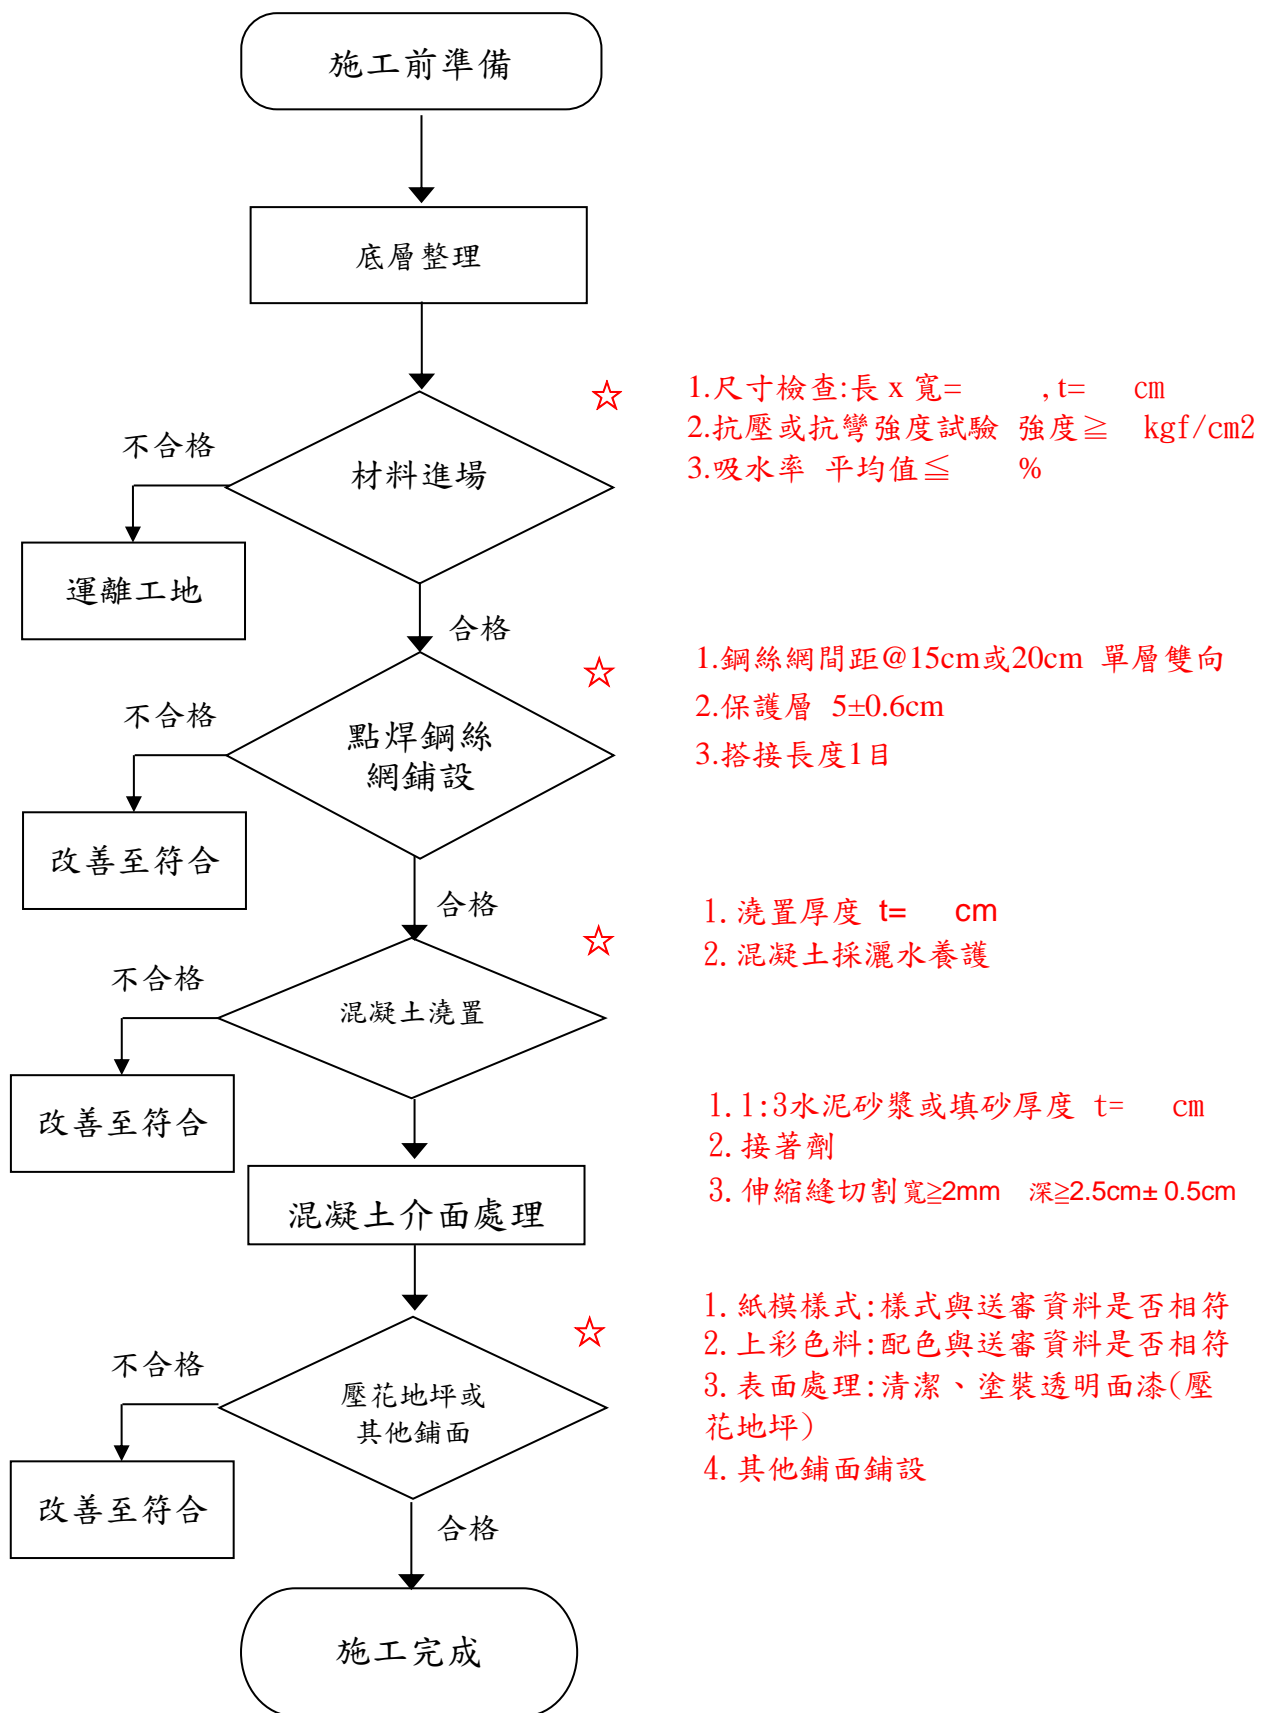 施工前準備
底層整理
☆
1.尺寸檢查:長 x 寬=   , t=   cm
2.抗壓或抗彎強度試驗 強度≧   kgf/cm2
3.吸水率 平均值≦   %
不合格
材料進場
運離工地
合格
☆
1.鋼絲網間距@15cm或20cm 單層雙向
2.保護層 5±0.6cm
3.搭接長度1目
不合格
點焊鋼絲
網鋪設
改善至符合
合格
☆
1. 澆置厚度 t=   cm
2. 混凝土採灑水養護
不合格
混凝土澆置
改善至符合
1. 1:3水泥砂漿或填砂厚度 t=   cm
2. 接著劑
3. 伸縮縫切割寬≧2mm  深≧2.5cm± 0.5cm
混凝土介面處理
☆
1. 紙模樣式:樣式與送審資料是否相符
2. 上彩色料:配色與送審資料是否相符
3. 表面處理:清潔、塗裝透明面漆(壓
花地坪)
4. 其他鋪面鋪設
不合格
壓花地坪或
其他鋪面
改善至符合
合格
施工完成